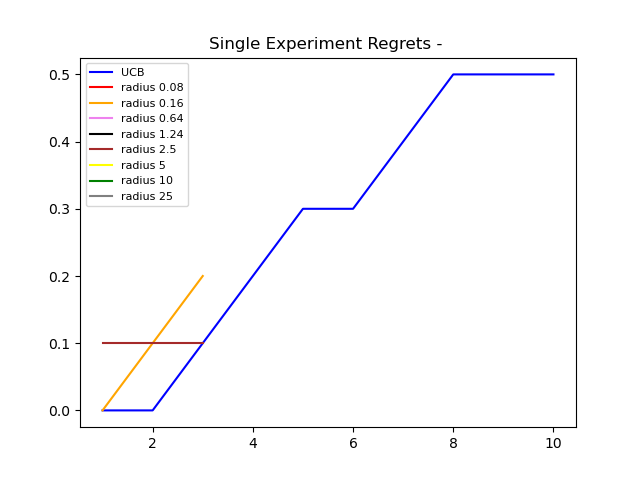 Single Experiment Regrets -
0.5
0.4
0.3
0.2
0.1
0.0
UCB
radius 0.08
radius 0.16
radius 0.64
radius 1.24
radius 2.5
radius 5
radius 10
radius 25
2 4 6 8 10